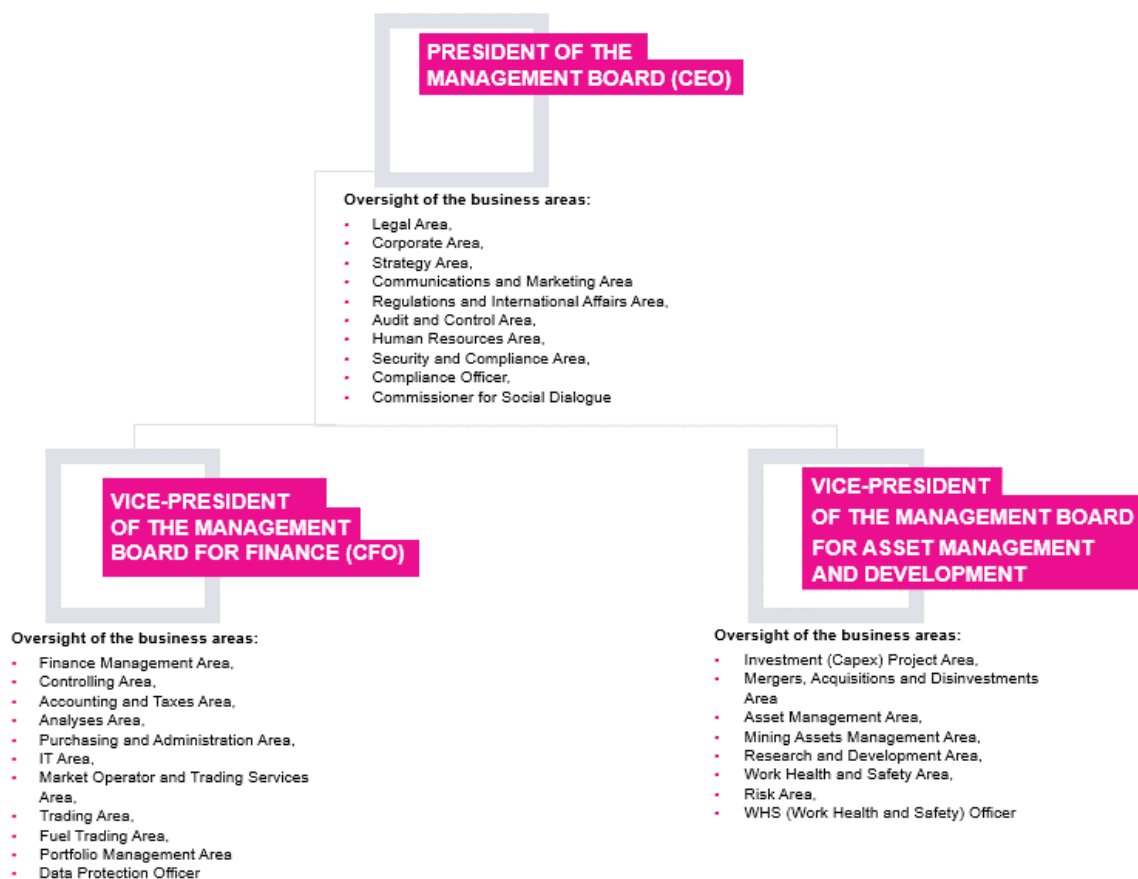 PRESIDENT OF THE
MANAGEMENT BOARD (CEO)
Oversight of the business areas:
Legal Area,
Corporate Area,
Strategy Area,
Communications and Marketing Area
Regulations and International Affairs Area,
Audit and Control Area,
Human Resources Area,
Security and Compliance Area,
Compliance Officer,
Commissioner for Social Dialogue
VICE-PRESIDENT
OF THE MANAGEMENT
BOARD FOR FINANCE (CFO)
Oversight of the business areas:
Finance Management Area,
Controlling Area,
Accounting and Taxes Area,
Analyses Area,
Purchasing and Administration Area,
IT Area,
Market Operator and Trading Services
Area,
Trading Area,
Fuel Trading Area,
Portfolio Management Area
Data Protection Officer
VICE-PRESIDENT
OF THE MANAGEMENT BOARD
FOR ASSET MANAGEMENT
AND DEVELOPMENT
Oversight of the business areas:
Investment (Capex) Project Area,
Mergers, Acquisitions and Disinvestments
Area
Asset Management Area,
Mining Assets Management Area,
Research and Development Area,
Work Health and Safety Area,
Risk Area,
WHS (Work Health and Safety) Officer